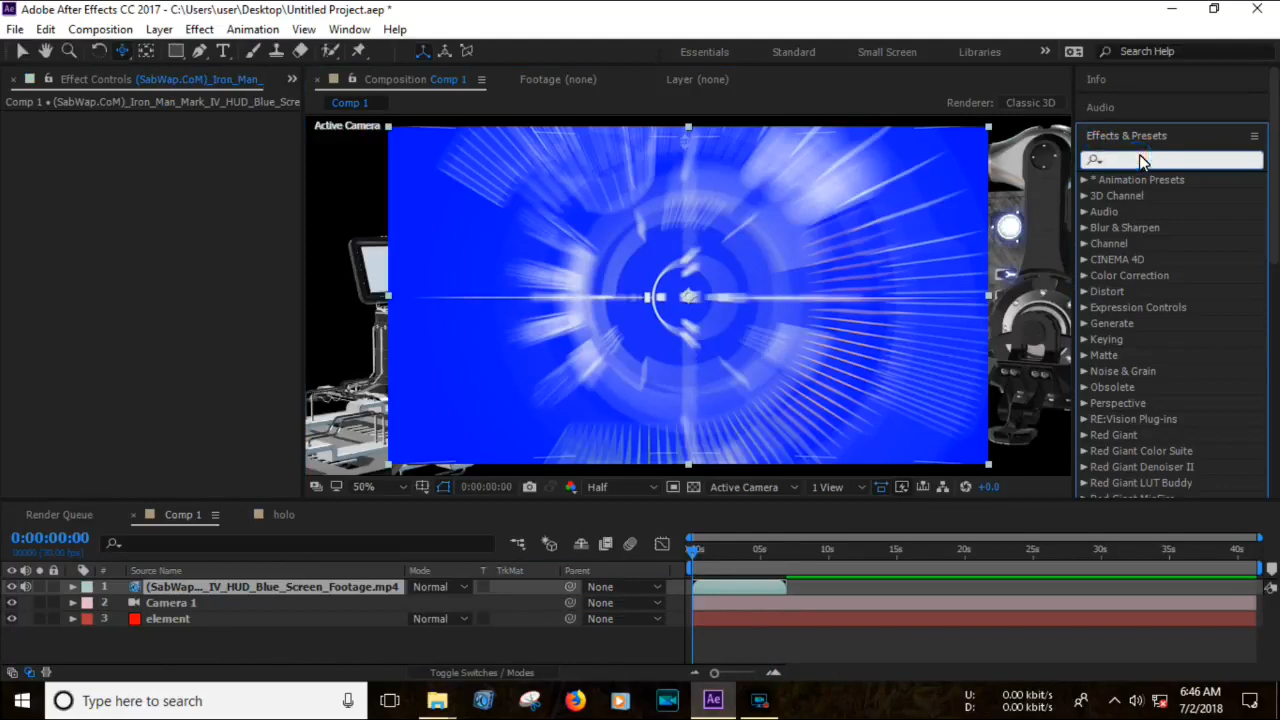 Adobe After Effects CC 2017 - C:\Users\user\Desktop\Untitled Project.aep *
File Edit Composition Layer Effect Animation View Window Help
Essentials Standard Small Screen Libraries Search Help
Effect Controls (SabWap.CoM)_Iron_Man_ Composition Comp 1 Footage (none) Layer (none) Info
Comp 1 • (SabWap.CoM)_Iron_Man_Mark_IV_HUD_Blue_Scre Comp 1 Renderer: Classic 3D Audio
Active Camera
Effects & Presets
* Animation Presets
3D Channel
Audio
Blur & Sharpen
Channel
CINEMA 4D
Color Correction
Distort
Expression Controls
Generate
Keying
Matte
Noise & Grain
Obsolete
Perspective
RE:Vision Plug-ins
Red Giant
Red Giant Color Suite
Red Giant Denoiser II
Red Giant LUT Buddy
50% 0:00:00:00 Half Active Camera 1 View +0.0
Render Queue Comp 1 holo
0:00:00:00
00000 (30.00 fps)
00s 05s 10s 15s 20s 25s 30s 35s 40s
# Source Name Mode T TrkMat Parent
1 (SabWap..._IV_HUD_Blue_Screen_Footage.mp4 Normal None
2 Camera 1 None
3 element Normal None
Toggle Switches / Modes
Type here to search Ae U: 0.00 kbit/s D: 0.00 kbit/s 6:46 AM 7/2/2018